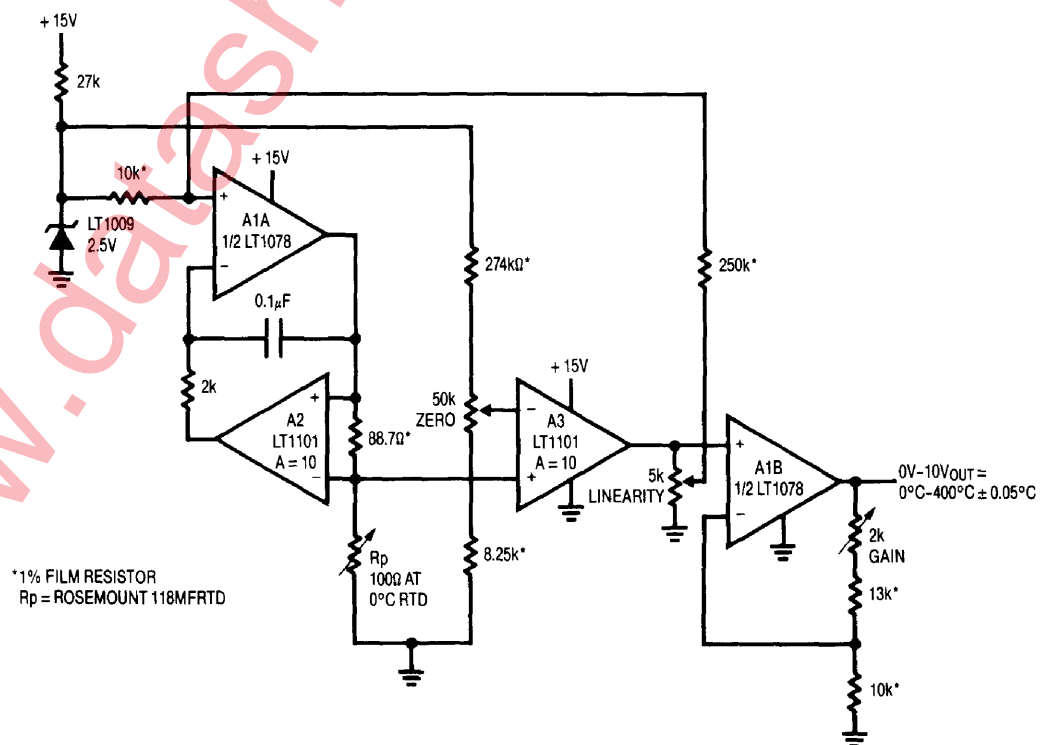 + 15V
27k
10k*
+ 15V
+
A1A
1/2 LT1078
−
LT1009
2.5V
274kΩ*
250k*
0.1µF
2k
+ 15V
50k
ZERO
+
A2
LT1101
A = 10
−
88.7Ω*
−
A3
LT1101
A = 10
+
5k
LINEARITY
+
A1B
1/2 LT1078
−
0V–10VOUT =
0°C–400°C ± 0.05°C
2k
GAIN
Rp
100Ω AT
0°C RTD
8.25k*
13k*
*1% FILM RESISTOR
Rp = ROSEMOUNT 118MFRTD
10k*
w.datash